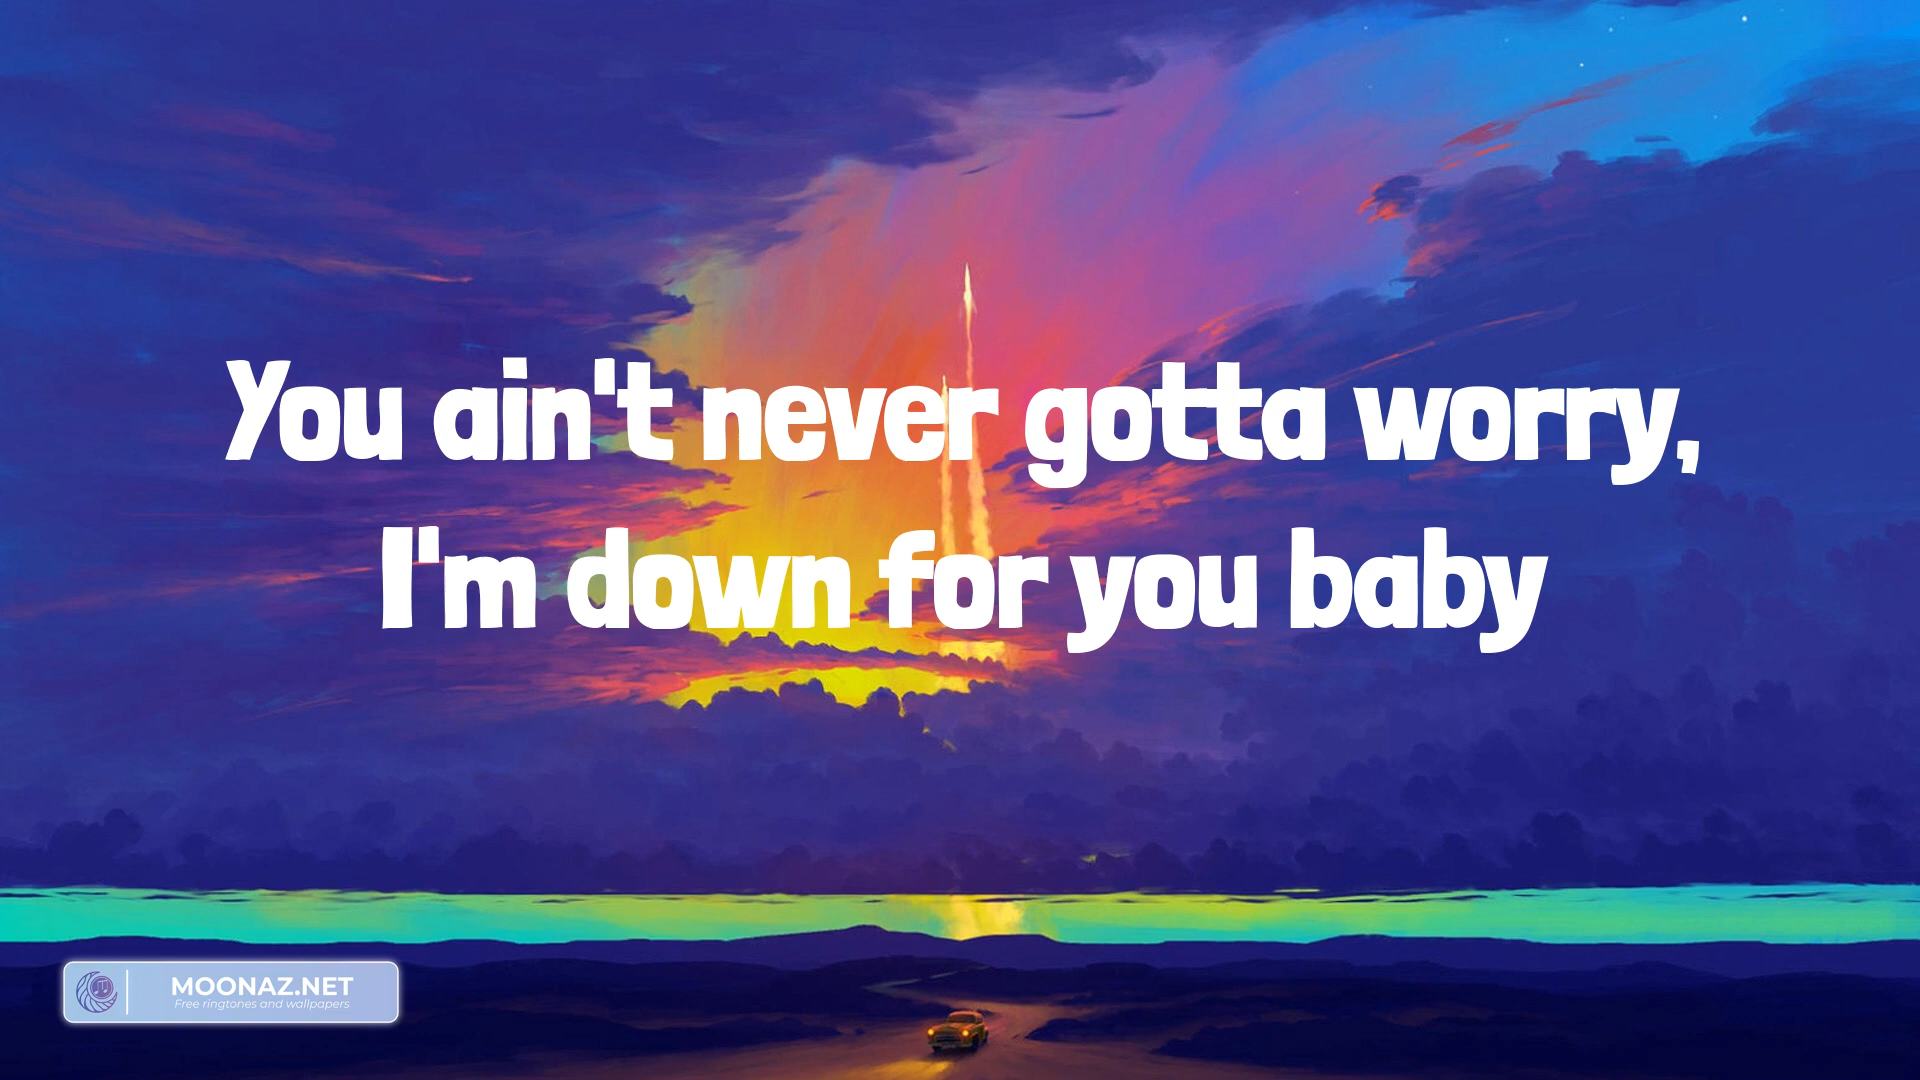 You ain't never gotta worry,
I'm down for you baby
MOONAZ.NET
Free ringtones and wallpapers